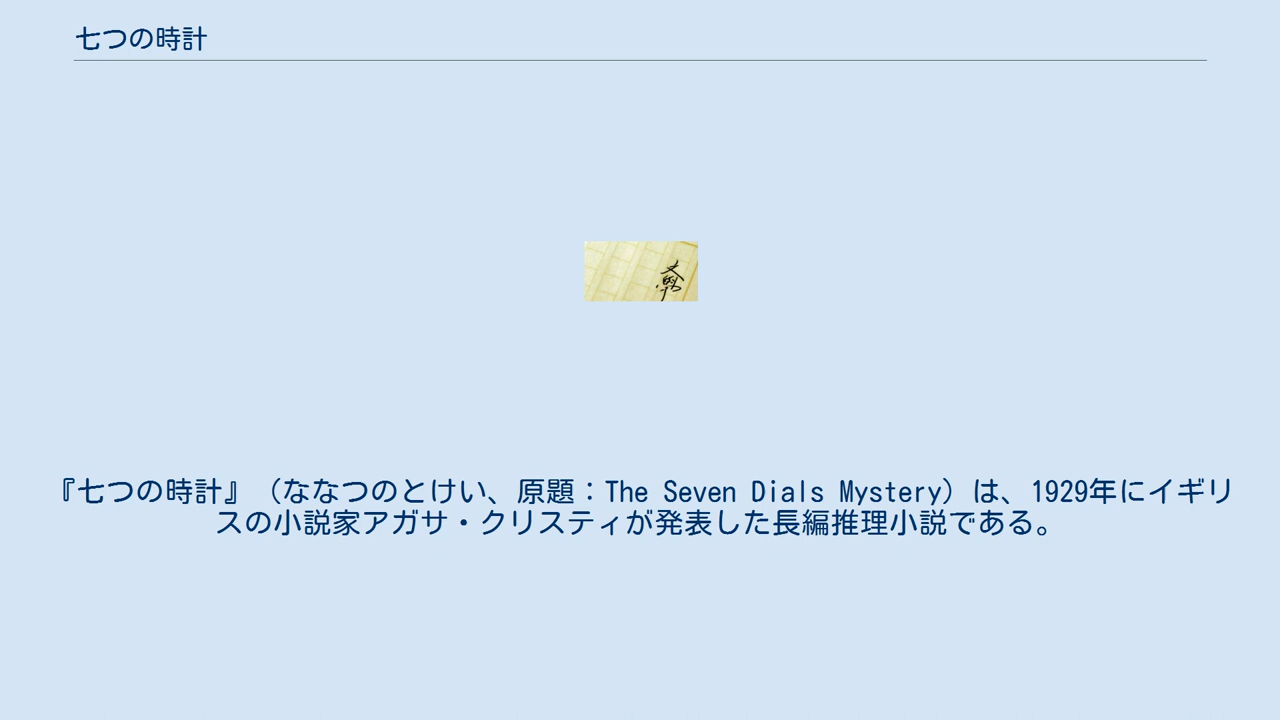 七つの時計
『七つの時計』（ななつのとけい、原題：The Seven Dials Mystery）は、1929年にイギリ
スの小説家アガサ・クリスティが発表した長編推理小説である。